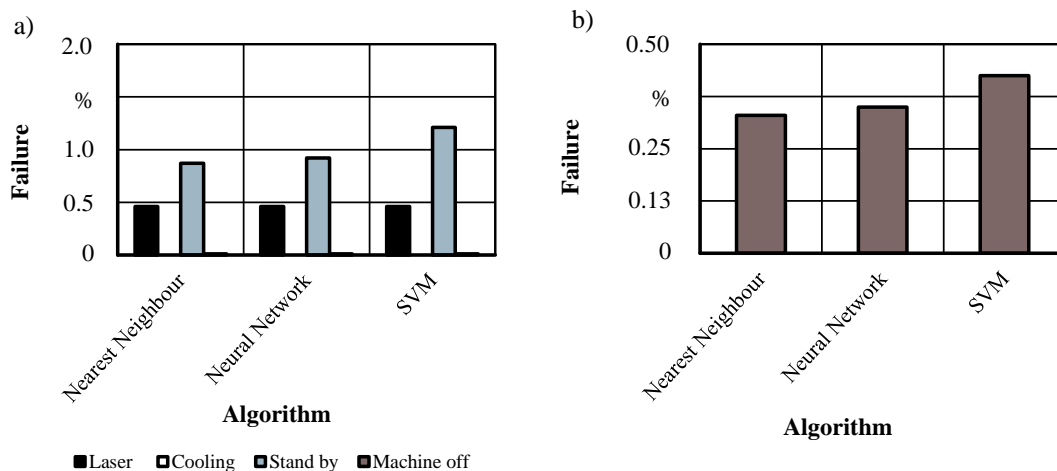 a)
2.0
%
1.0
0.5
0
Failure
Nearest Neighbour
Neural Network
SVM
Algorithm
Laser Cooling Stand by Machine off
b)
0.50
%
0.25
0.13
0
Failure
Nearest Neighbour
Neural Network
SVM
Algorithm